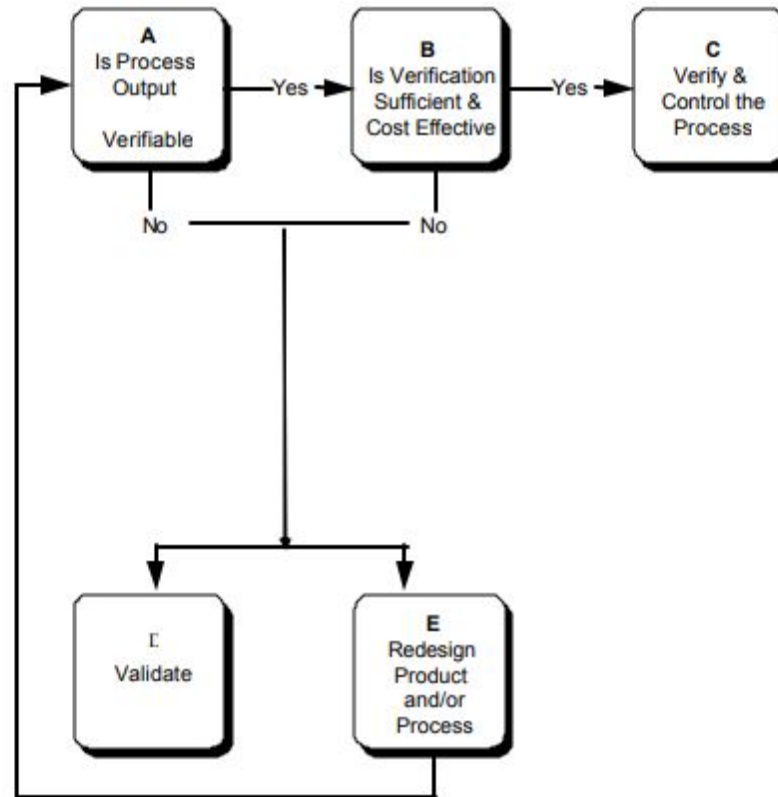 A
Is Process
Output
Verifiable
Yes
B
Is Verification
Sufficient &
Cost Effective
Yes
C
Verify &
Control the
Process
No
No
Validate
E
Redesign
Product
and/or
Process